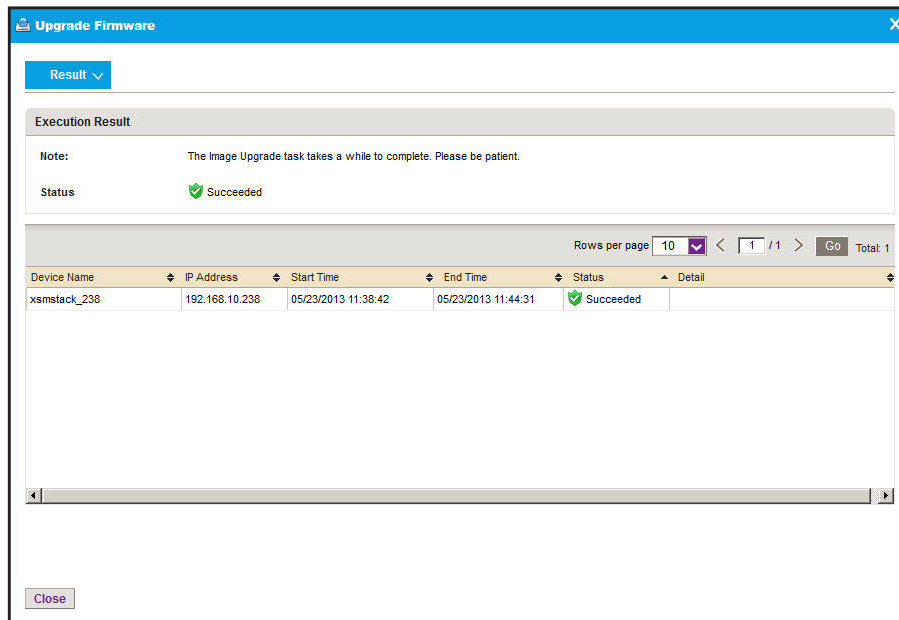 Upgrade Firmware
Result
Execution Result
Note: The Image Upgrade task takes a while to complete. Please be patient.
Status Succeeded
Rows per page 10 1 / 1 Go Total: 1
Device Name IP Address Start Time End Time Status Detail
xsmstack_238 192.168.10.238 05/23/2013 11:38:42 05/23/2013 11:44:31 Succeeded
Close